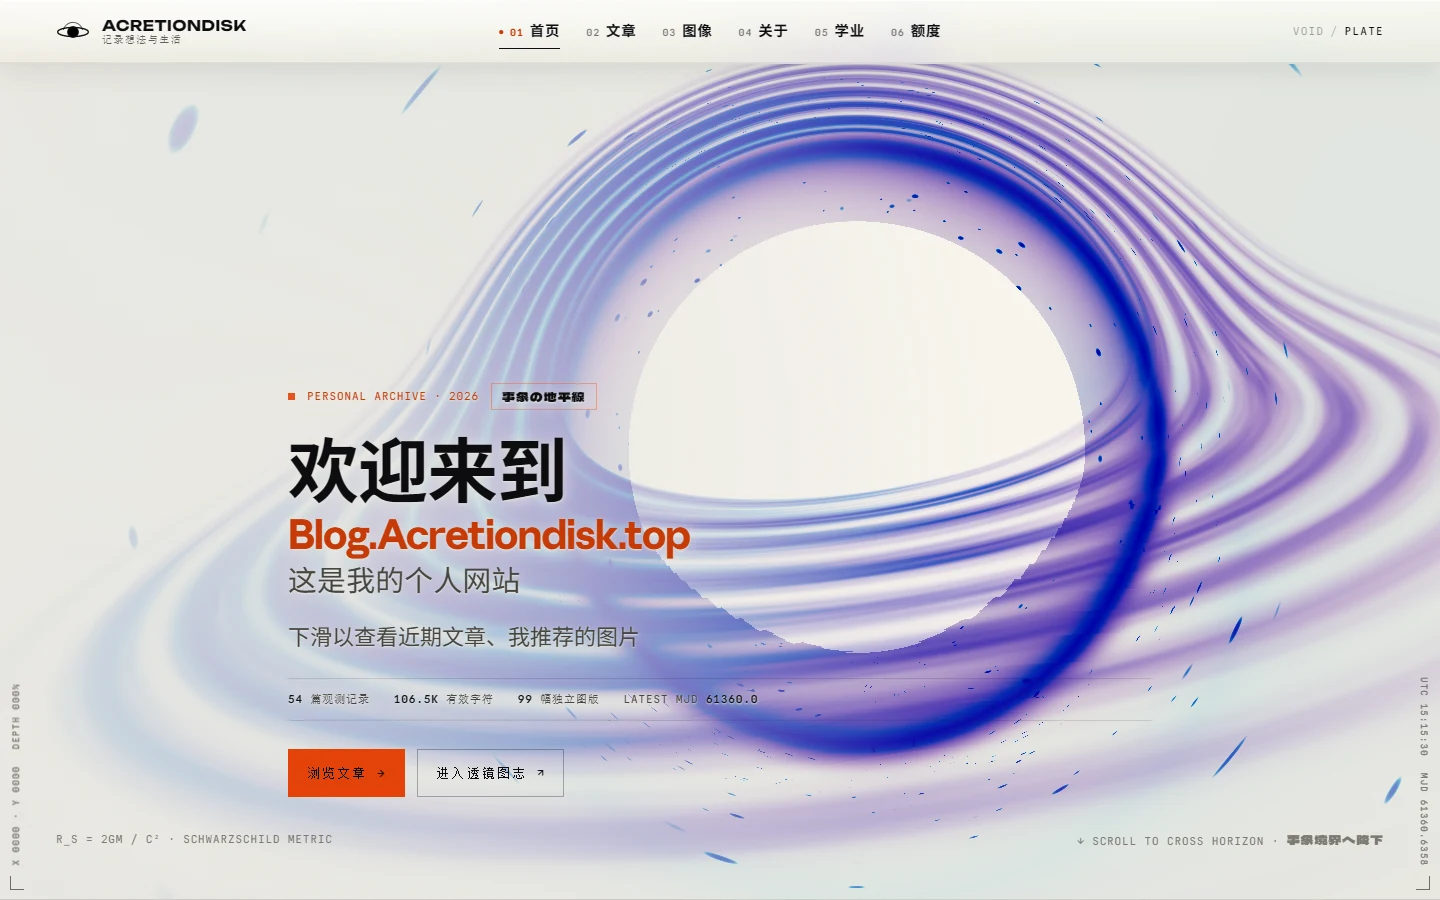 ACRETIONDISK
记录想法与生活
01 首页
02 文章
03 图像
04 关于
05 学业
06 额度
VOID / PLATE
PERSONAL ARCHIVE · 2026
事象の地平線
欢迎来到
Blog.Acretiondisk.top
这是我的个人网站
下滑以查看近期文章、我推荐的图片
54 篇观测记录 106.5K 有效字符 99 幅独立图版 LATEST MJD 61360.0
浏览文章 →
进入透镜图志 ↗
R_S = 2GM / C² · SCHWARZSCHILD METRIC
↓ SCROLL TO CROSS HORIZON · 事象境界へ降下
X 0000 · Y 0000 DEPTH 000%
UTC 15:15:30 MJD 61360.6358